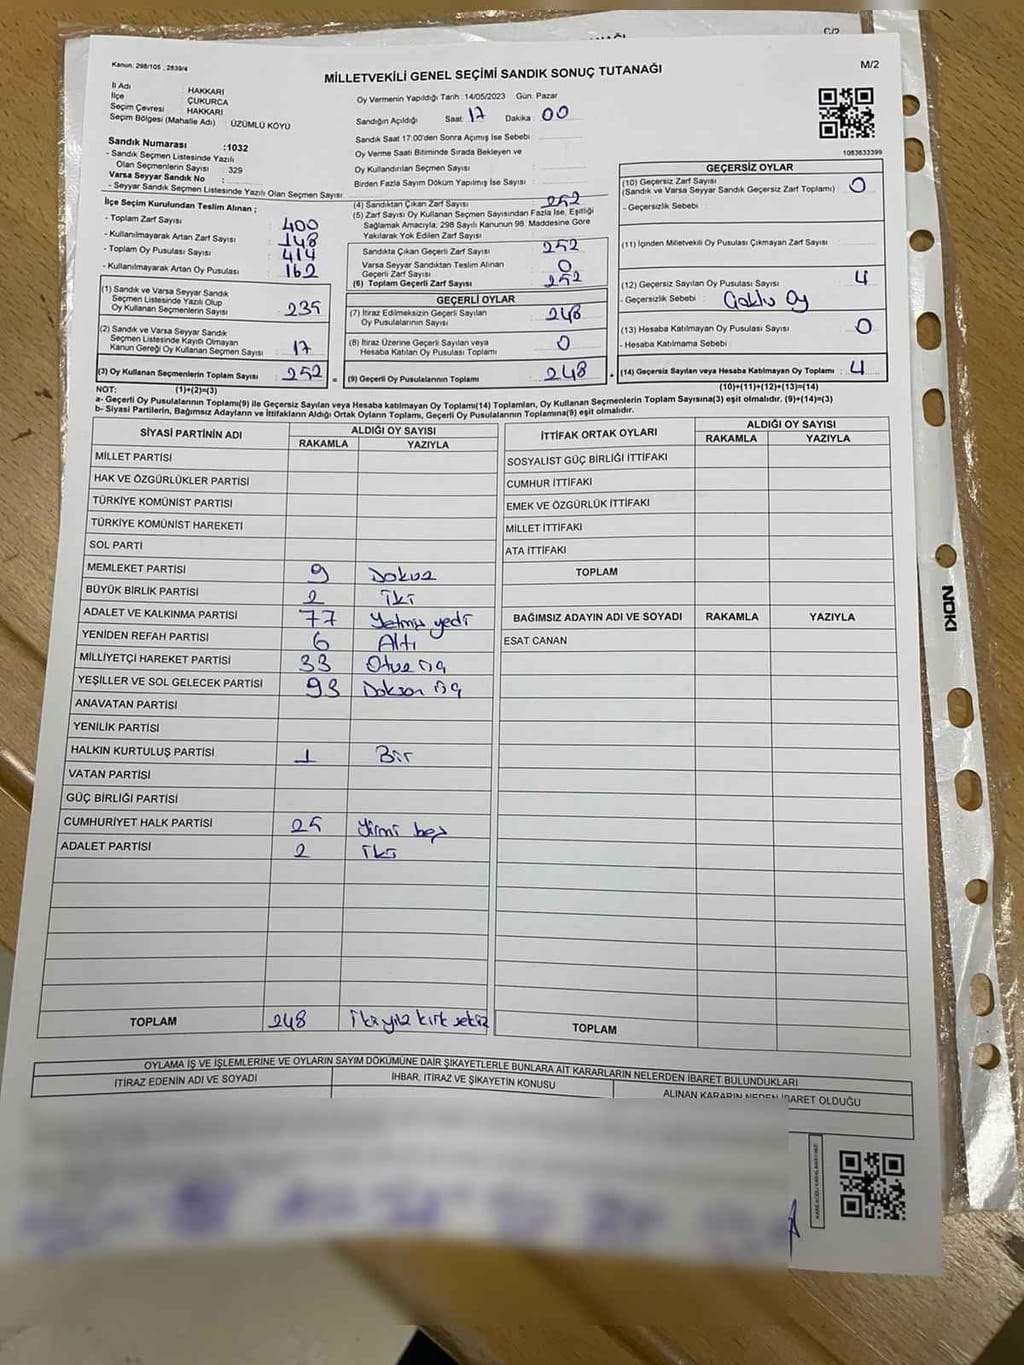 C/2
M/2
Kanun: 298/105 , 2839/4
MİLLETVEKİLİ GENEL SEÇİMİ SANDIK SONUÇ TUTANAĞI
İl Adı : HAKKARİ
İlçe : ÇUKURCA
Seçim Çevresi : HAKKARİ
Seçim Bölgesi (Mahalle Adı) : ÜZÜMLÜ KÖYÜ
Sandık Numarası :1032
- Sandık Seçmen Listesinde Yazılı
Olan Seçmenlerin Sayısı : 329
Varsa Seyyar Sandık No :
- Seyyar Sandık Seçmen Listesinde Yazılı Olan Seçmen Sayısı:
Oy Vermenin Yapıldığı Tarih :14/05/2023 Gün: Pazar
Sandığın Açıldığı Saat: 17 Dakika : 00
Sandık Saat 17.00'den Sonra Açımış İse Sebebi :
Oy Verme Saati Bitiminde Sırada Bekleyen ve
Oy Kullandırılan Seçmen Sayısı :
Birden Fazla Sayım Döküm Yapılmış İse Sayısı :
1083633399
İlçe Seçim Kurulundan Teslim Alınan ;
- Toplam Zarf Sayısı : 400
- Kullanılmayarak Artan Zarf Sayısı : 148
- Toplam Oy Pusulası Sayısı : 414
- Kullanılmayarak Artan Oy Pusulası : 162
(1) Sandık ve Varsa Seyyar Sandık
Seçmen Listesinde Yazılı Olup
Oy Kullanan Seçmenlerin Sayısı : 235
(2) Sandık ve Varsa Seyyar Sandık
Seçmen Listesinde Kayıtlı Olmayan
Kanun Gereği Oy Kullanan Seçmen Sayısı : 17
(3) Oy Kullanan Seçmenlerin Toplam Sayısı : 252
(4) Sandıktan Çıkan Zarf Sayısı : 252
(5) Zarf Sayısı Oy Kullanan Seçmen Sayısından Fazla İse, Eşitliği
Sağlamak Amacıyla; 298 Sayılı Kanunun 98. Maddesine Göre
Yakılarak Yok Edilen Zarf Sayısı :
Sandıkta Çıkan Geçerli Zarf Sayısı : 252
Varsa Seyyar Sandıktan Teslim Alınan
Geçerli Zarf Sayısı : 0
(6) Toplam Geçerli Zarf Sayısı : 252
GEÇERLİ OYLAR
(7) İtiraz Edilmeksizin Geçerli Sayılan
Oy Pusulalarının Sayısı : 248
(8) İtiraz Üzerine Geçerli Sayılan veya
Hesaba Katılan Oy Pusulası Toplamı : 0
(9) Geçerli Oy Pusulalarının Toplamı : 248
GEÇERSİZ OYLAR
(10) Geçersiz Zarf Sayısı
(Sandık ve Varsa Seyyar Sandık Geçersiz Zarf Toplamı) : 0
- Geçersizlik Sebebi :
(11) İçinden Milletvekili Oy Pusulası Çıkmayan Zarf Sayısı :
(12) Geçersiz Sayılan Oy Pusulası Sayısı : 4
- Geçersizlik Sebebi : Çoklu Oy
(13) Hesaba Katılmayan Oy Pusulası Sayısı : 0
- Hesaba Katılmama Sebebi :
(14) Geçersiz Sayılan veya Hesaba Katılmayan Oy Toplamı : 4
NOT: (1)+(2)=(3) (10)+(11)+(12)+(13)=(14)
a- Geçerli Oy Pusulalarının Toplamı(9) ile Geçersiz Sayılan veya Hesaba katılmayan Oy Toplamı(14) Toplamları, Oy Kullanan Seçmenlerin Toplam Sayısına(3) eşit olmalıdır. (9)+(14)=(3)
b- Siyasi Partilerin, Bağımsız Adayların ve İttifakların Aldığı Ortak Oyların Toplamı, Geçerli Oy Pusulalarının Toplamına(9) eşit olmalıdır.
SİYASİ PARTİNİN ADI ALDIĞI OY SAYISI
RAKAMLA YAZIYLA
MİLLET PARTİSİ
HAK VE ÖZGÜRLÜKLER PARTİSİ
TÜRKİYE KOMÜNİST PARTİSİ
TÜRKİYE KOMÜNİST HAREKETİ
SOL PARTİ
MEMLEKET PARTİSİ 9 Dokuz
BÜYÜK BİRLİK PARTİSİ 2 İki
ADALET VE KALKINMA PARTİSİ 77 Yetmiş yedi
YENİDEN REFAH PARTİSİ 6 Altı
MİLLİYETÇİ HAREKET PARTİSİ 33 Otuz üç
YEŞİLLER VE SOL GELECEK PARTİSİ 93 Doksan üç
ANAVATAN PARTİSİ
YENİLİK PARTİSİ
HALKIN KURTULUŞ PARTİSİ 1 Bir
VATAN PARTİSİ
GÜÇ BİRLİĞİ PARTİSİ
CUMHURİYET HALK PARTİSİ 25 Yirmi beş
ADALET PARTİSİ 2 İki
TOPLAM 248 İki yüz kırk sekiz
İTTİFAK ORTAK OYLARI ALDIĞI OY SAYISI
RAKAMLA YAZIYLA
SOSYALİST GÜÇ BİRLİĞİ İTTİFAKI
CUMHUR İTTİFAKI
EMEK VE ÖZGÜRLÜK İTTİFAKI
MİLLET İTTİFAKI
ATA İTTİFAKI
TOPLAM
BAĞIMSIZ ADAYIN ADI VE SOYADI RAKAMLA YAZIYLA
ESAT CANAN
TOPLAM
OYLAMA İŞ VE İŞLEMLERİNE VE OYLARIN SAYIM DÖKÜMÜNE DAİR ŞİKAYETLERLE BUNLARA AİT KARARLARIN NELERDEN İBARET BULUNDUKLARI
İTİRAZ EDENİN ADI VE SOYADI İHBAR, İTİRAZ VE ŞİKAYETİN KONUSU ALINAN KARARIN NEDEN İBARET OLDUĞU
NOKI